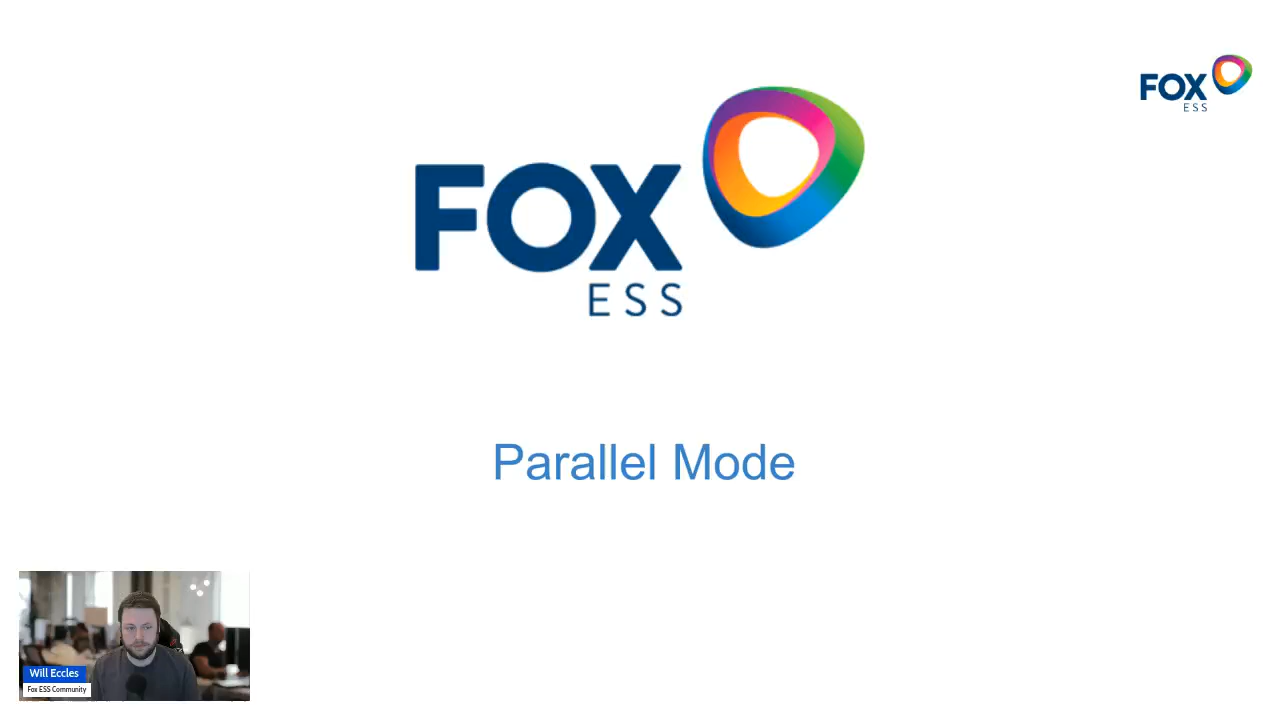 FOX
ESS
FOX
ESS
Parallel Mode
Will Eccles
Fox ESS Community